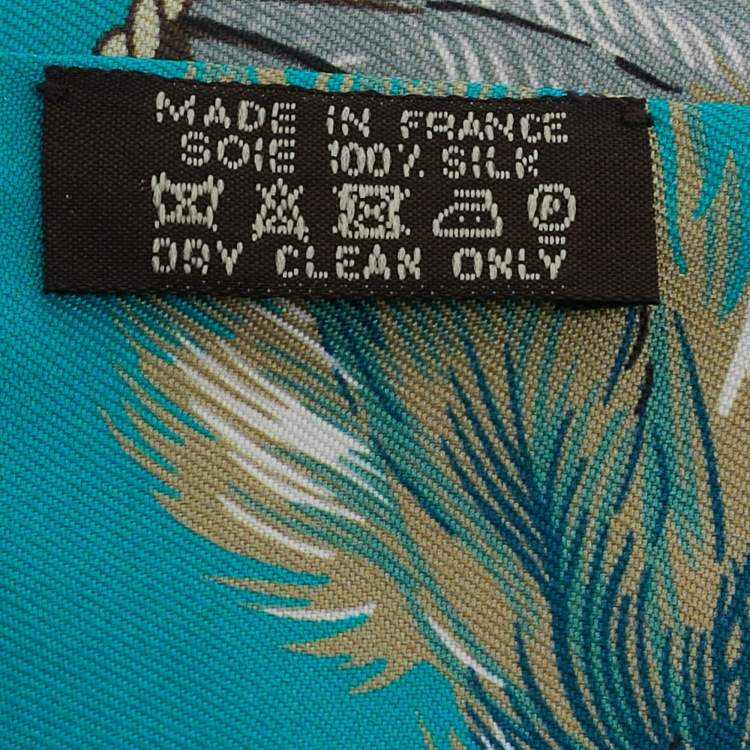 MADE IN FRANCE
SOIE 100% SILK
P
DRY CLEAN ONLY